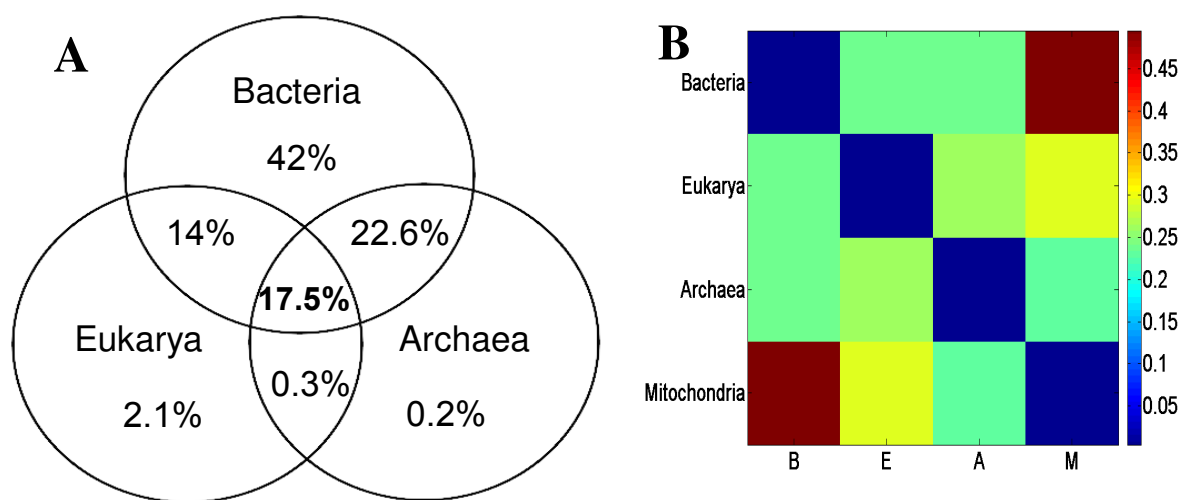 A
Bacteria
42%
14%
22.6%
17.5%
Eukarya
Archaea
0.3%
2.1%
0.2%
B
Bacteria
Eukarya
Archaea
Mitochondria
B E A M
0.45
0.4
0.35
0.3
0.25
0.2
0.15
0.1
0.05